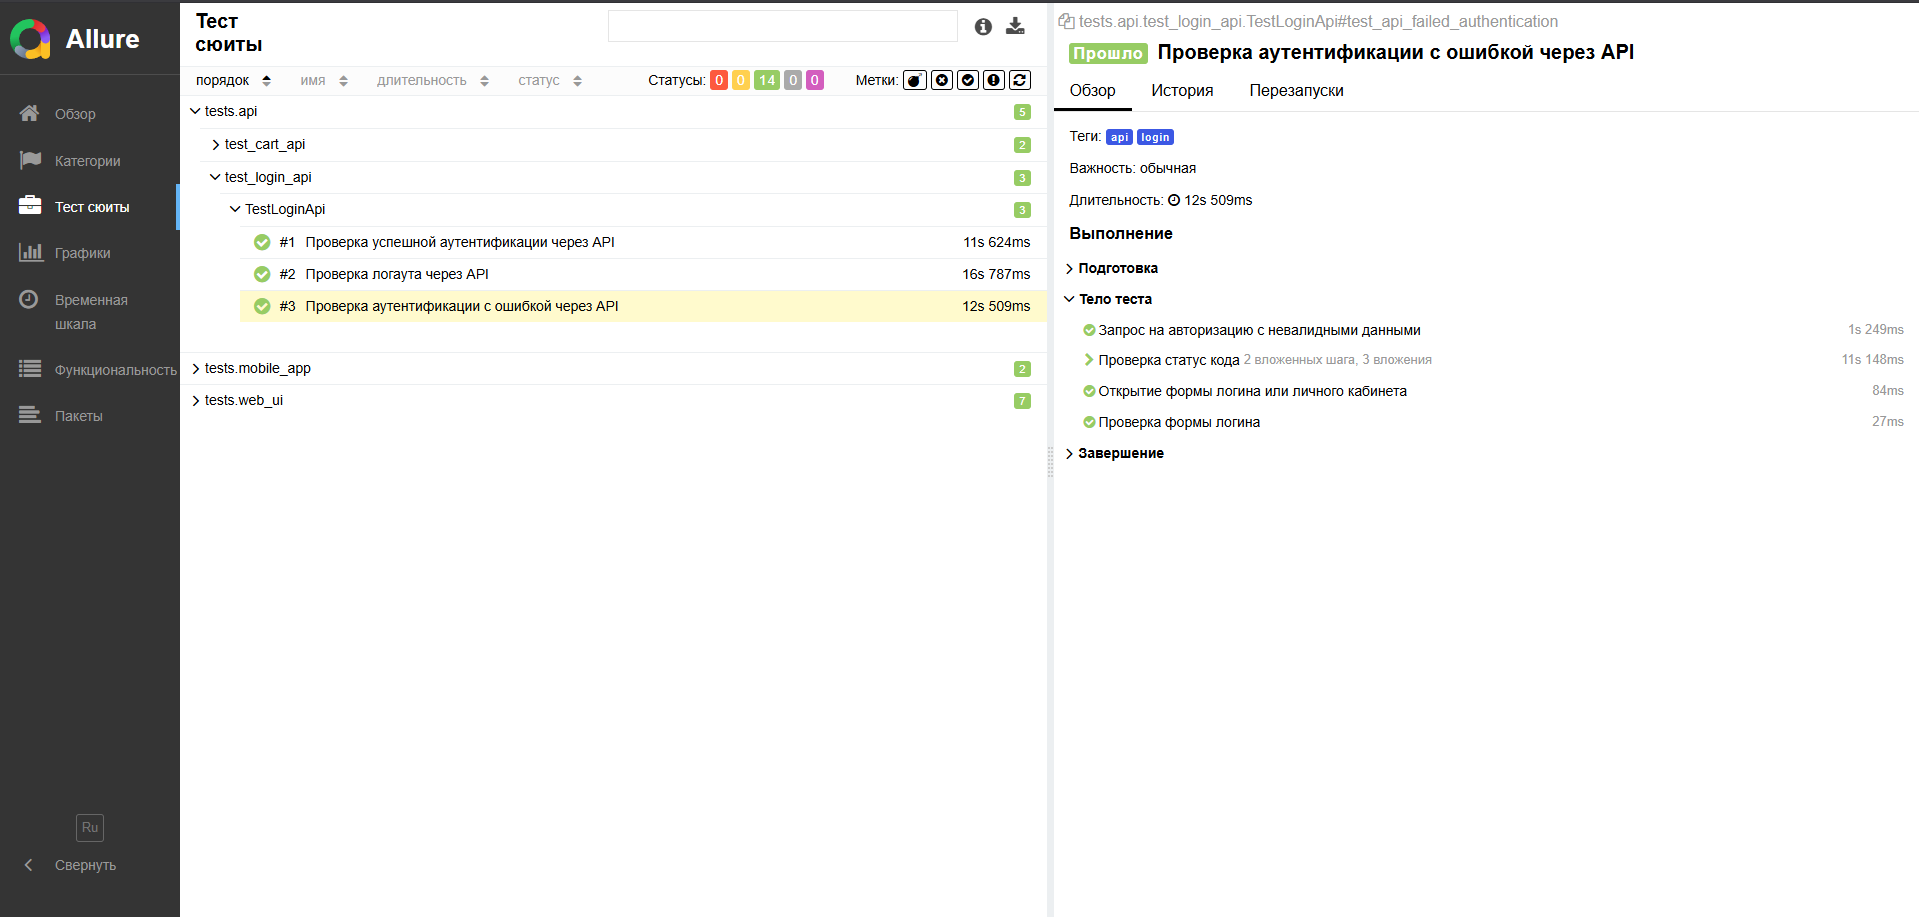 Allure
Обзор
Категории
Тест сюиты
Графики
Временная
шкала
Функциональность
Пакеты
Ru
Свернуть
Тест
сюиты
порядок имя длительность статус Статусы: 0 0 14 0 0 Метки:
tests.api 5
test_cart_api 2
test_login_api 3
TestLoginApi 3
#1 Проверка успешной аутентификации через API 11s 624ms
#2 Проверка логаута через API 16s 787ms
#3 Проверка аутентификации с ошибкой через API 12s 509ms
tests.mobile_app 2
tests.web_ui 7
tests.api.test_login_api.TestLoginApi#test_api_failed_authentication
Прошло Проверка аутентификации с ошибкой через API
Обзор История Перезапуски
Теги: api login
Важность: обычная
Длительность: 12s 509ms
Выполнение
Подготовка
Тело теста
Запрос на авторизацию с невалидными данными 1s 249ms
Проверка статус кода 2 вложенных шага, 3 вложения 11s 148ms
Открытие формы логина или личного кабинета 84ms
Проверка формы логина 27ms
Завершение